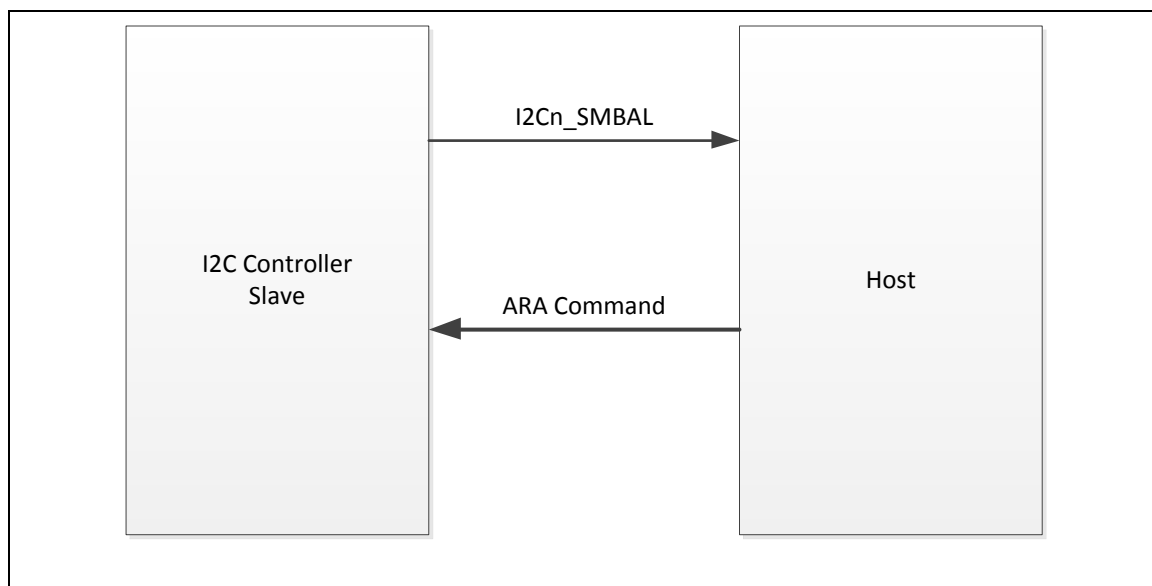 I2Cn_SMBAL
I2C Controller
Slave
Host
ARA Command